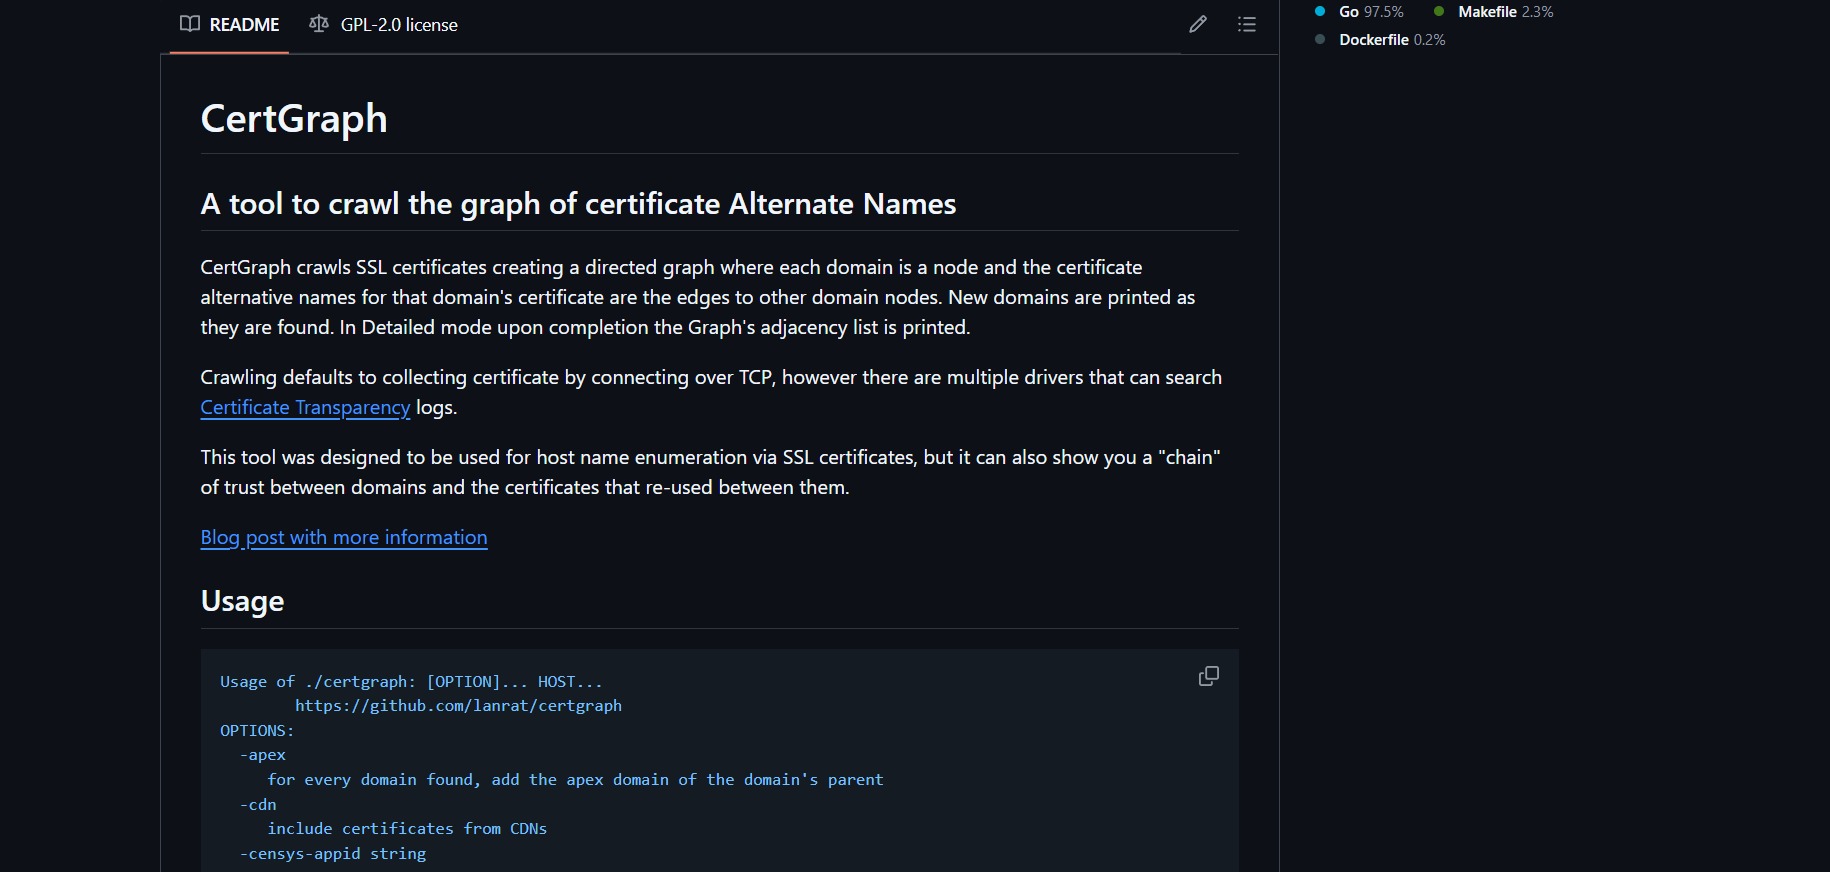 README
GPL-2.0 license
Go 97.5%
Makefile 2.3%
Dockerfile 0.2%
CertGraph
A tool to crawl the graph of certificate Alternate Names
CertGraph crawls SSL certificates creating a directed graph where each domain is a node and the certificate
alternative names for that domain's certificate are the edges to other domain nodes. New domains are printed as
they are found. In Detailed mode upon completion the Graph's adjacency list is printed.
Crawling defaults to collecting certificate by connecting over TCP, however there are multiple drivers that can search
Certificate Transparency logs.
This tool was designed to be used for host name enumeration via SSL certificates, but it can also show you a "chain"
of trust between domains and the certificates that re-used between them.
Blog post with more information
Usage
Usage of ./certgraph: [OPTION]... HOST...
https://github.com/lanrat/certgraph
OPTIONS:
-apex
for every domain found, add the apex domain of the domain's parent
-cdn
include certificates from CDNs
-censys-appid string